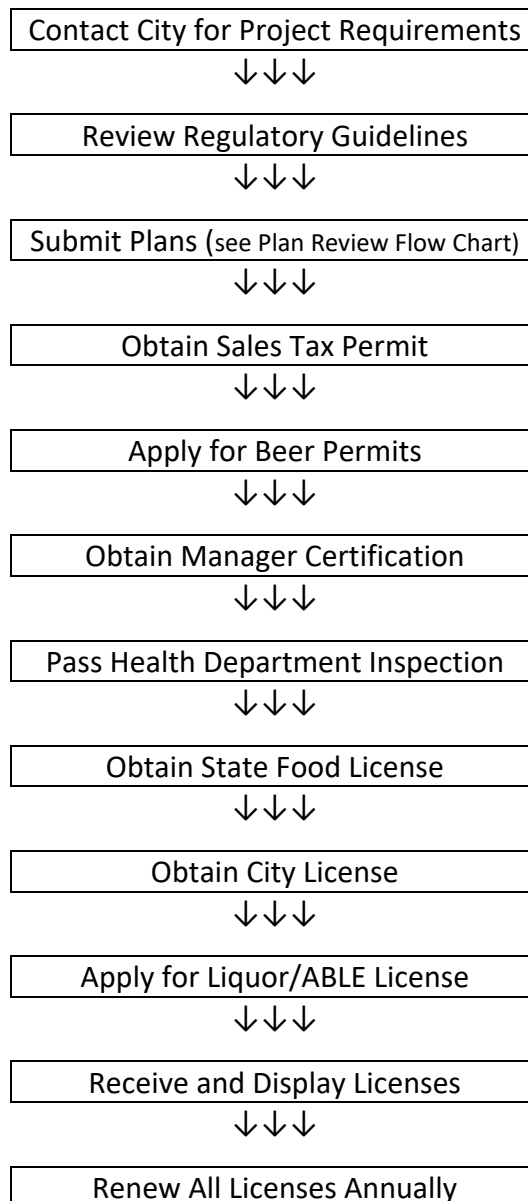 Contact City for Project Requirements
↓↓↓
Review Regulatory Guidelines
↓↓↓
Submit Plans (see Plan Review Flow Chart)
↓↓↓
Obtain Sales Tax Permit
↓↓↓
Apply for Beer Permits
↓↓↓
Obtain Manager Certification
↓↓↓
Pass Health Department Inspection
↓↓↓
Obtain State Food License
↓↓↓
Obtain City License
↓↓↓
Apply for Liquor/ABLE License
↓↓↓
Receive and Display Licenses
↓↓↓
Renew All Licenses Annually